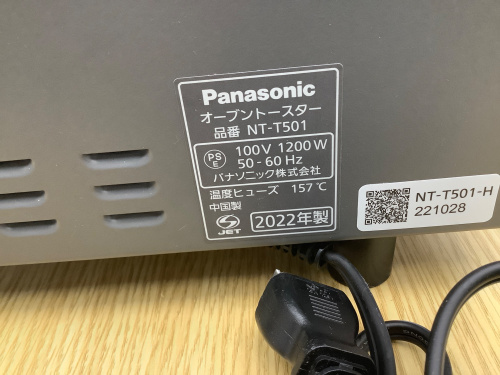 Panasonic
オーブントースター
品番 NT-T501
PS E 100V 1200W
50-60Hz
パナソニック株式会社
温度ヒューズ 157℃
中国製
JET 2022年製
NT-T501-H
221028